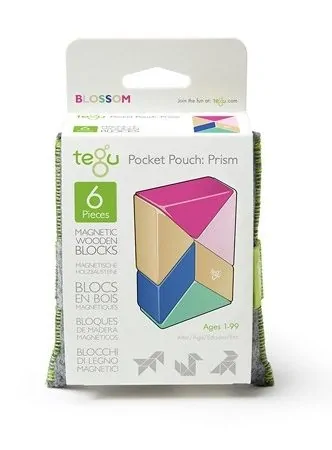 BLOSSOM
Join the fun at: tegu.com
tegu
Pocket Pouch: Prism
6
Pieces
MAGNETIC
WOODEN
BLOCKS
MAGNETISCHE
HOLZBAUSTEINE
BLOCS
EN BOIS
MAGNÉTIQUES
BLOQUES
DE MADERA
MAGNÉTICOS
BLOCCHI
DI LEGNO
MAGNETICI
tegu
Ages 1-99